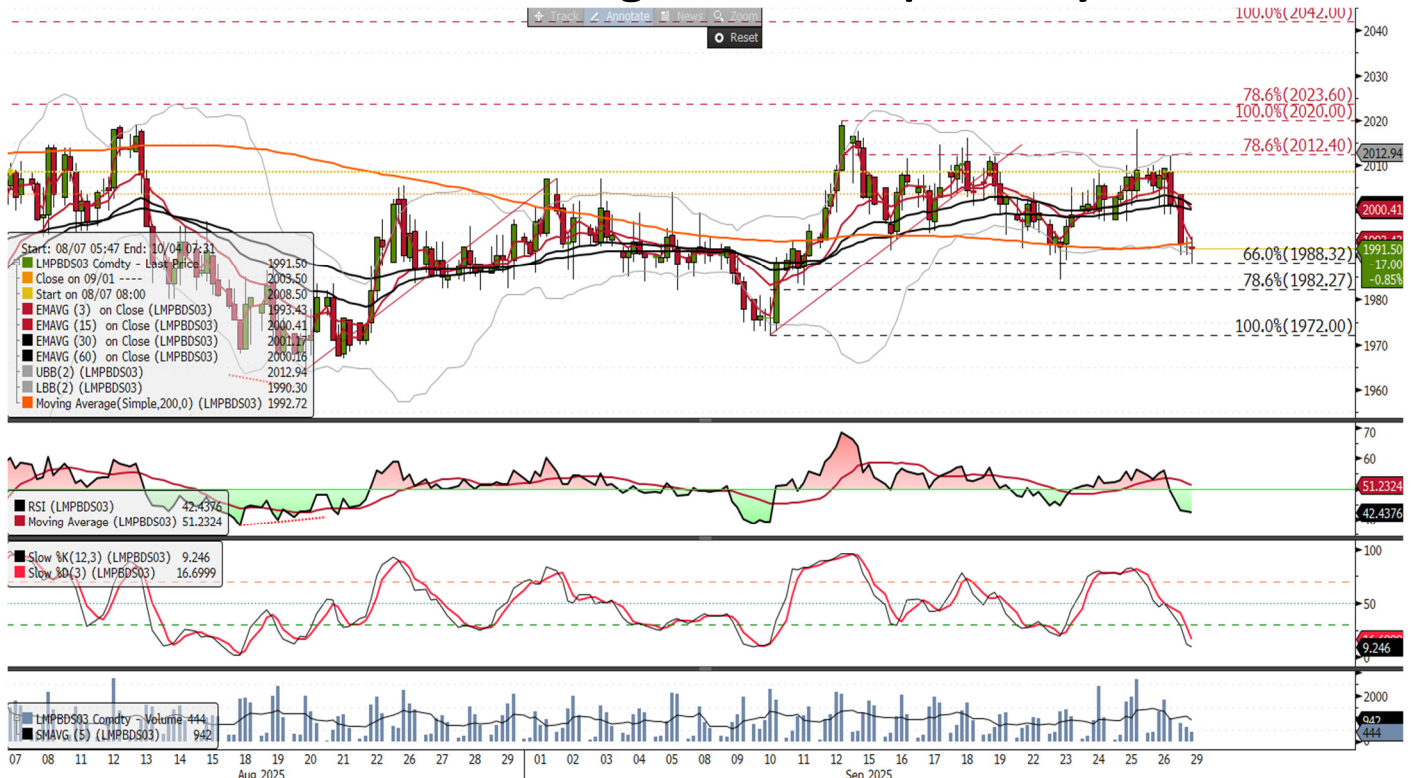 Track Annotate News Zoom
Reset
100.0%(2042.00)
2040
2030
78.6%(2023.60)
100.0%(2020.00)
2020
78.6%(2012.40)
2012.94
2010
2000.41
1991.50
17.00
-0.85%
66.0%(1988.32)
78.6%(1982.27)
1980
100.0%(1972.00)
1970
1960
Start: 08/07 05:47 End: 10/04 07:31
LMPBDS03 Comdty - Last Price 1991.50
Close on 09/01 ---- 2003.50
Start on 08/07 08:00 2008.50
EMAVG (3) on Close (LMPBDS03) 1993.43
EMAVG (15) on Close (LMPBDS03) 2000.41
EMAVG (30) on Close (LMPBDS03) 2001.17
EMAVG (60) on Close (LMPBDS03) 2000.16
UBB(2) (LMPBDS03) 2012.94
LBB(2) (LMPBDS03) 1990.30
Moving Average(Simple,200,0) (LMPBDS03) 1992.72
70
60
51.2324
42.4376
RSI (LMPBDS03) 42.4376
Moving Average (LMPBDS03) 51.2324
100
50
9.246
0
Slow %K(12,3) (LMPBDS03) 9.246
Slow %D(3) (LMPBDS03) 16.6999
2000
942
444
LMPBDS03 Comdty - Volume 444
SMAVG (5) (LMPBDS03) 942
07 08 11 12 13 14 15 18 19 20 21 22 26 27 28 29 01 02 03 04 05 08 09 10 11 12 15 16 17 18 19 22 23 24 25 26 29
Aug 2025 Sep 2025